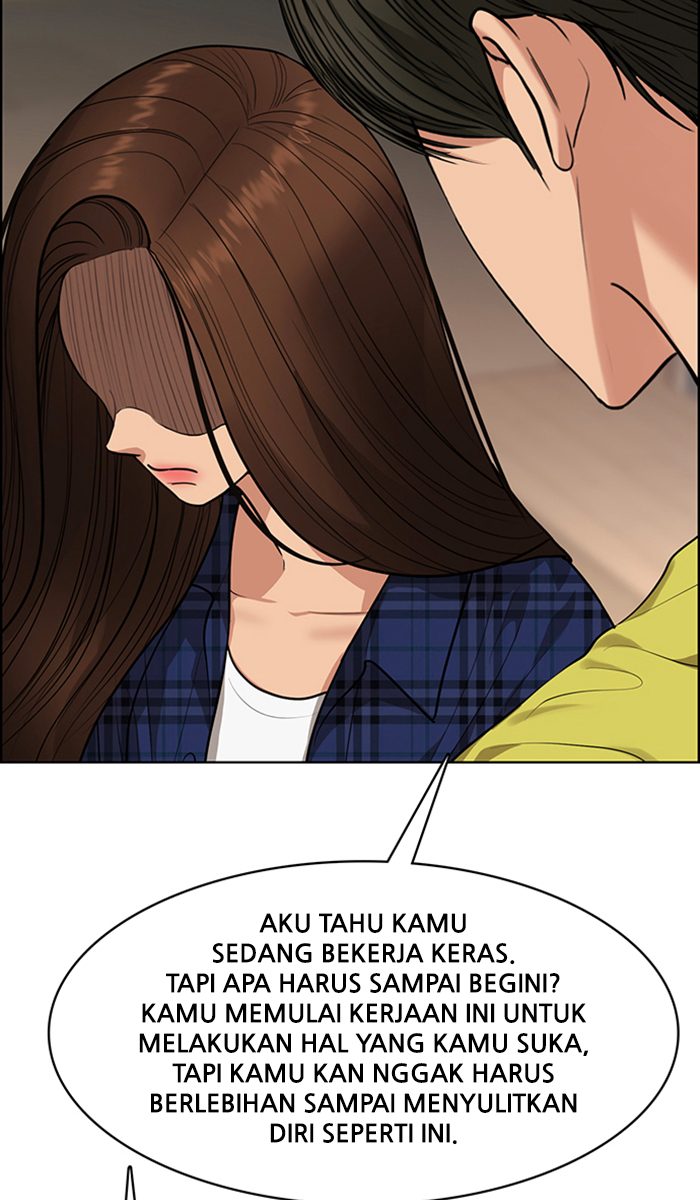 AKU TAHU KAMU
SEDANG BEKERJA KERAS.
TAPI APA HARUS SAMPAI BEGINI?
KAMU MEMULAI KERJAAN INI UNTUK
MELAKUKAN HAL YANG KAMU SUKA,
TAPI KAMU KAN NGGAK HARUS
BERLEBIHAN SAMPAI MENYULITKAN
DIRI SEPERTI INI.